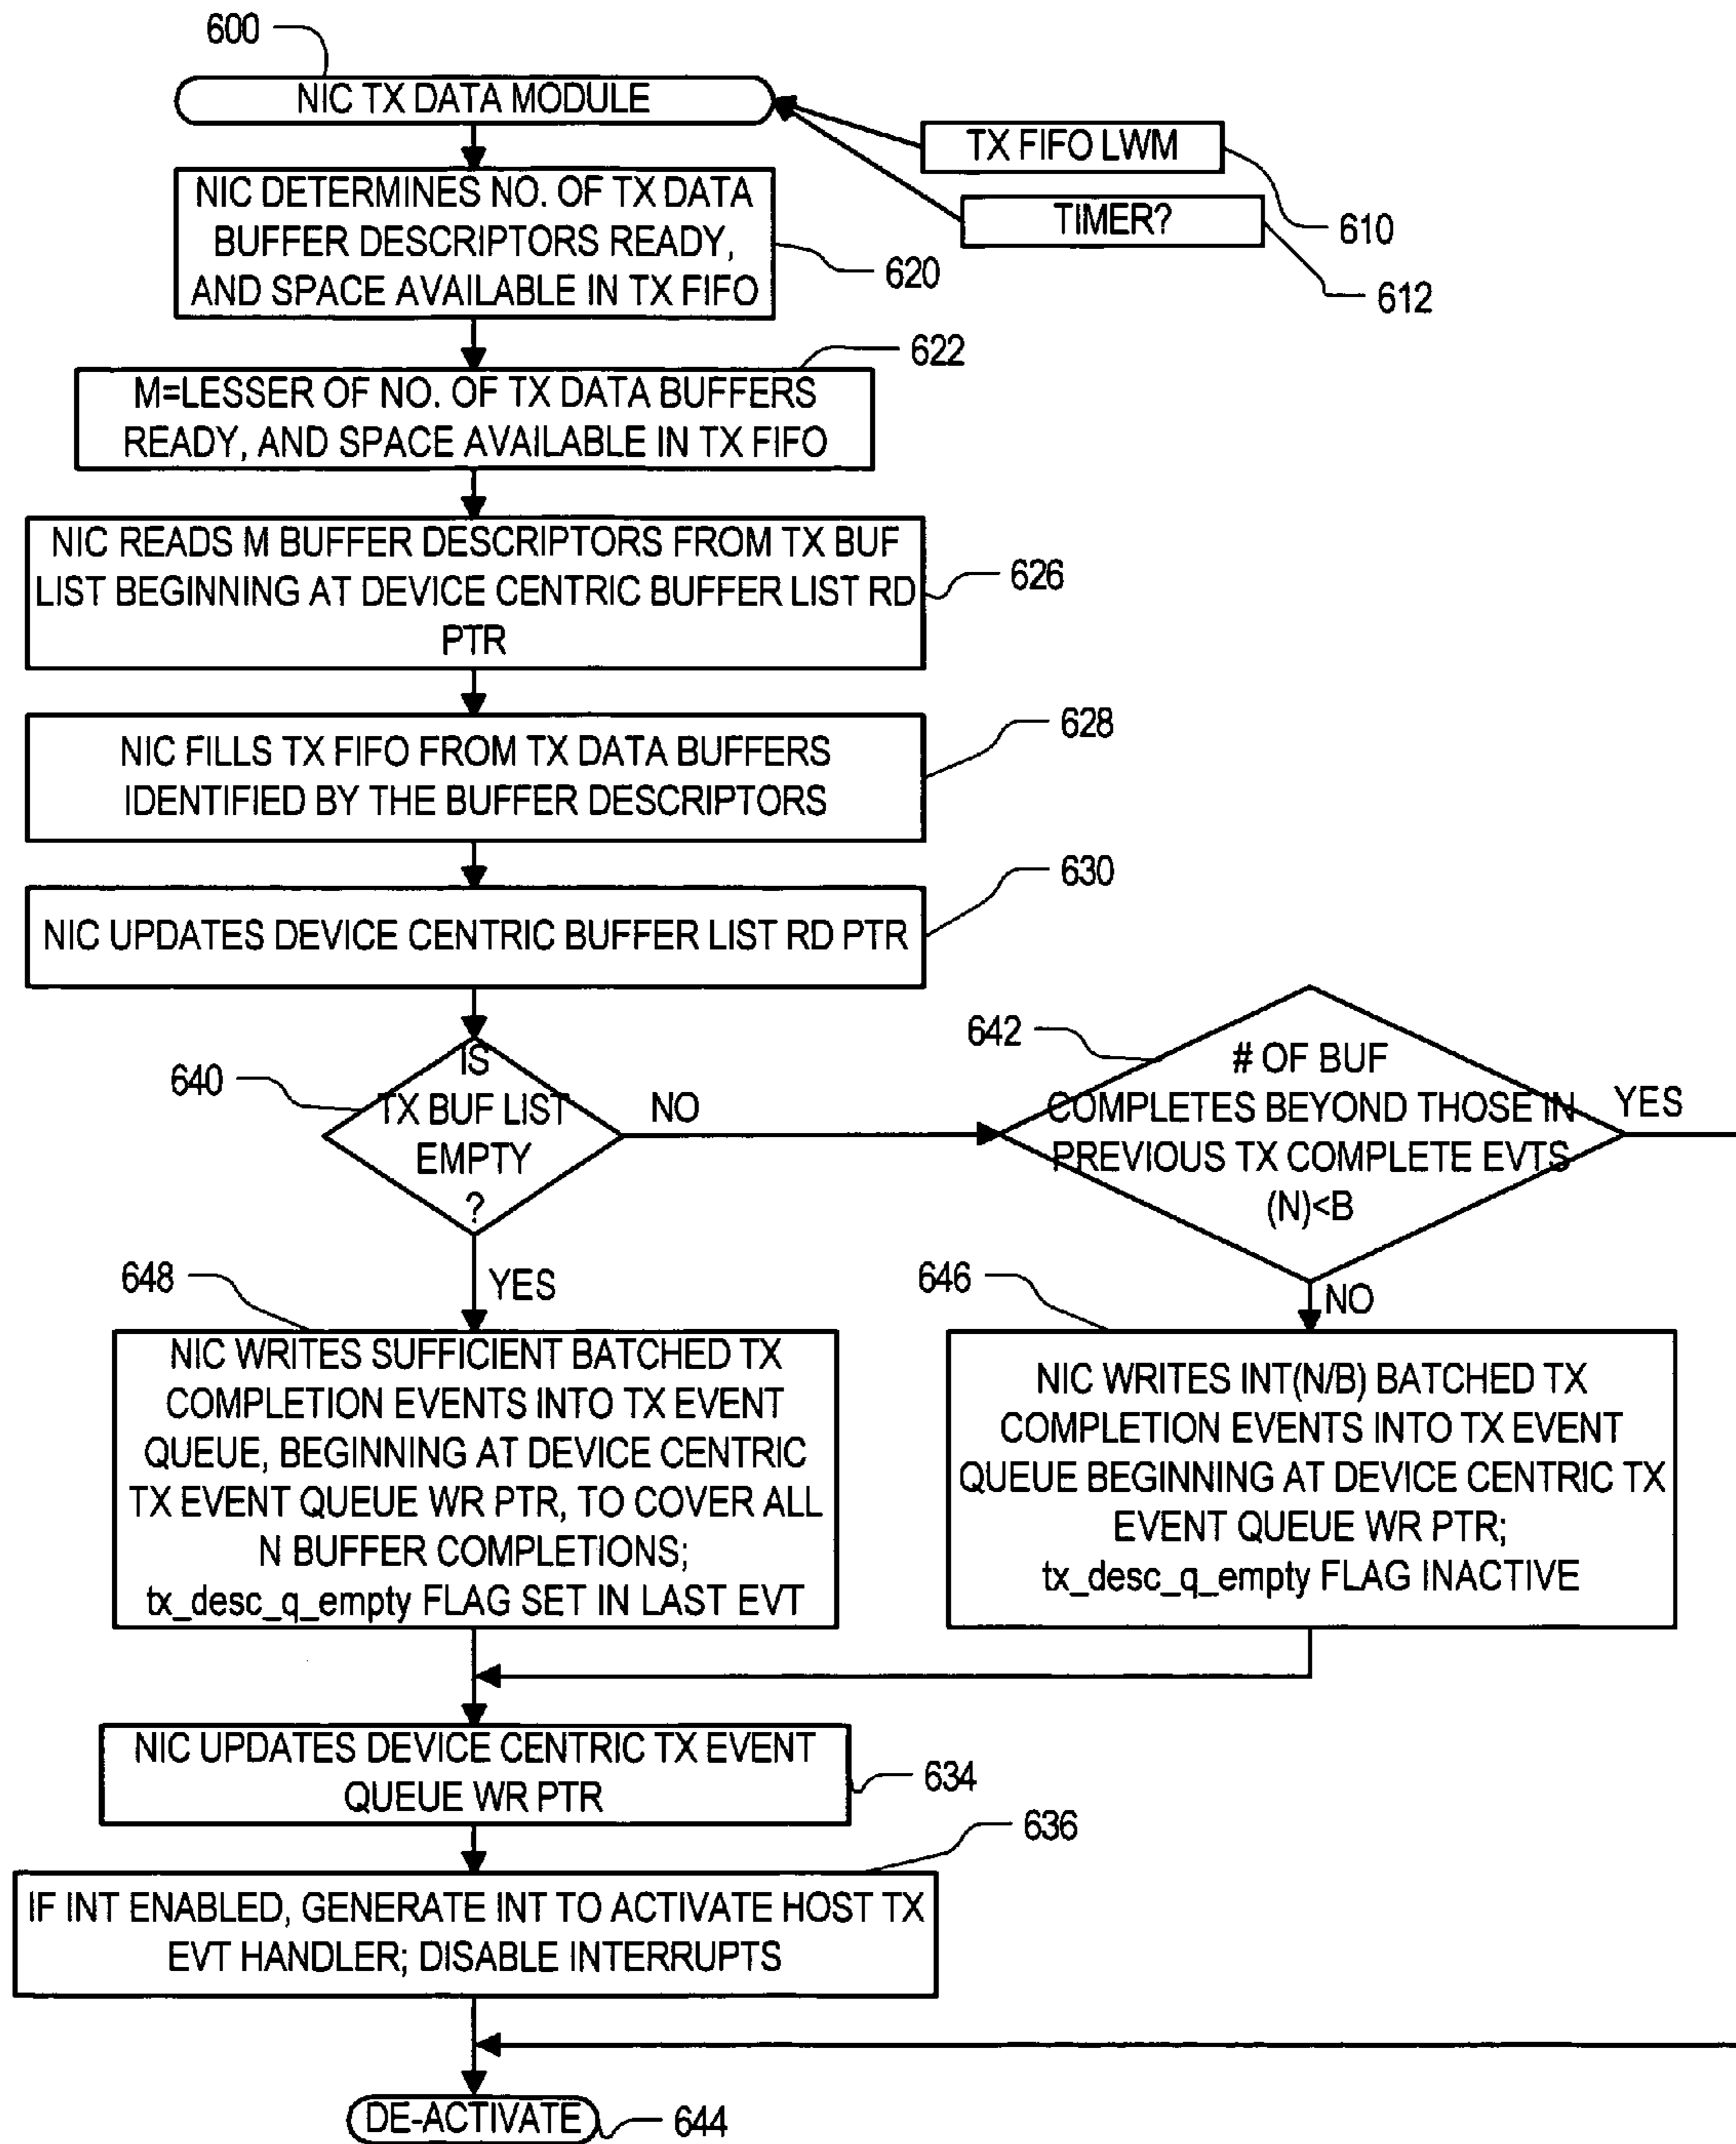 600
NIC TX DATA MODULE
TX FIFO LWM
610
TIMER?
612
NIC DETERMINES NO. OF TX DATA
BUFFER DESCRIPTORS READY,
AND SPACE AVAILABLE IN TX FIFO
620
622
M=LESSER OF NO. OF TX DATA BUFFERS
READY, AND SPACE AVAILABLE IN TX FIFO
NIC READS M BUFFER DESCRIPTORS FROM TX BUF
LIST BEGINNING AT DEVICE CENTRIC BUFFER LIST RD
PTR
626
NIC FILLS TX FIFO FROM TX DATA BUFFERS
IDENTIFIED BY THE BUFFER DESCRIPTORS
628
NIC UPDATES DEVICE CENTRIC BUFFER LIST RD PTR
630
640
IS
TX BUF LIST
EMPTY
?
NO
YES
642
# OF BUF
COMPLETES BEYOND THOSE IN
PREVIOUS TX COMPLETE EVTS
(N)<B
YES
NO
648
NIC WRITES SUFFICIENT BATCHED TX
COMPLETION EVENTS INTO TX EVENT
QUEUE, BEGINNING AT DEVICE CENTRIC
TX EVENT QUEUE WR PTR, TO COVER ALL
N BUFFER COMPLETIONS;
tx_desc_q_empty FLAG SET IN LAST EVT
646
NIC WRITES INT(N/B) BATCHED TX
COMPLETION EVENTS INTO TX EVENT
QUEUE BEGINNING AT DEVICE CENTRIC TX
EVENT QUEUE WR PTR;
tx_desc_q_empty FLAG INACTIVE
NIC UPDATES DEVICE CENTRIC TX EVENT
QUEUE WR PTR
634
636
IF INT ENABLED, GENERATE INT TO ACTIVATE HOST TX
EVT HANDLER; DISABLE INTERRUPTS
DE-ACTIVATE
644